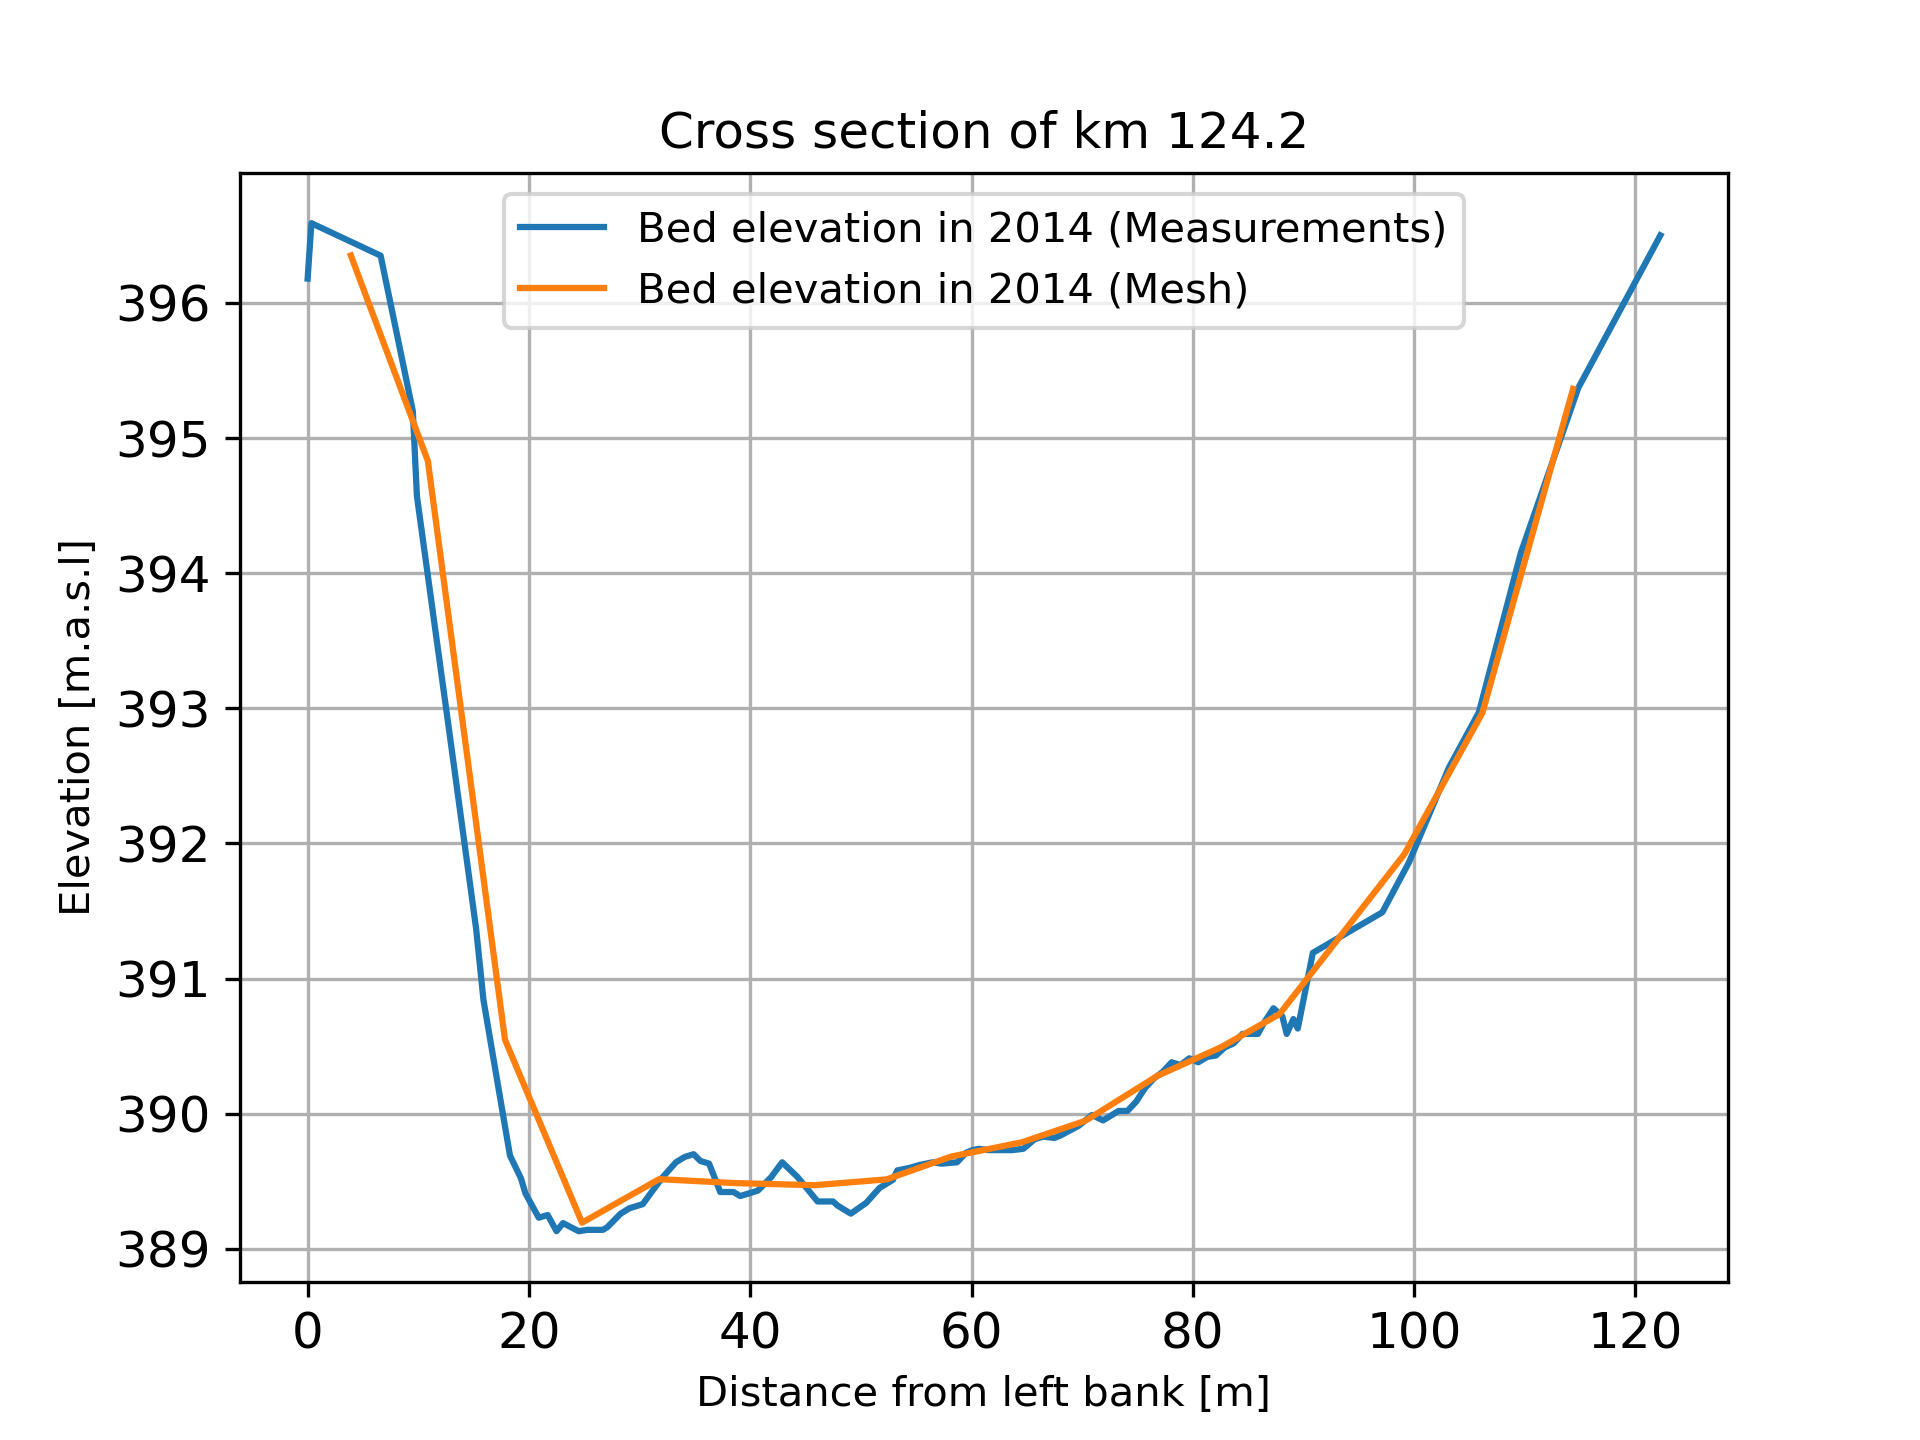 Cross section of km 124.2
Bed elevation in 2014 (Measurements)
Bed elevation in 2014 (Mesh)
Elevation [m.a.s.l]
396
395
394
393
392
391
390
389
0 20 40 60 80 100 120
Distance from left bank [m]